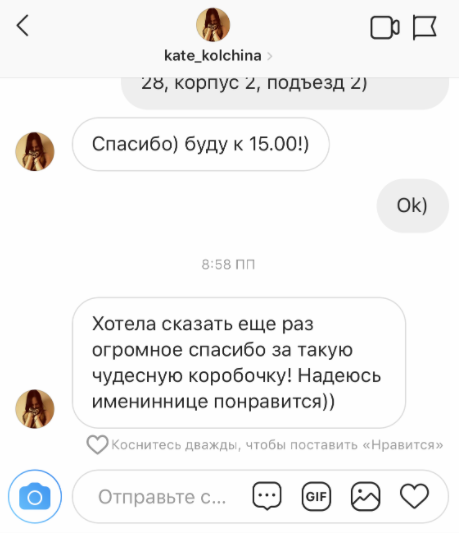 kate_kolchina
28, корпус 2, подъезд 2)
Спасибо) буду к 15.00!)
Ok)
8:58 ПП
Хотела сказать еще раз
огромное спасибо за такую
чудесную коробочку! Надеюсь
имениннице понравится))
Коснитесь дважды, чтобы поставить «Нравится»
Отправьте с...
GIF